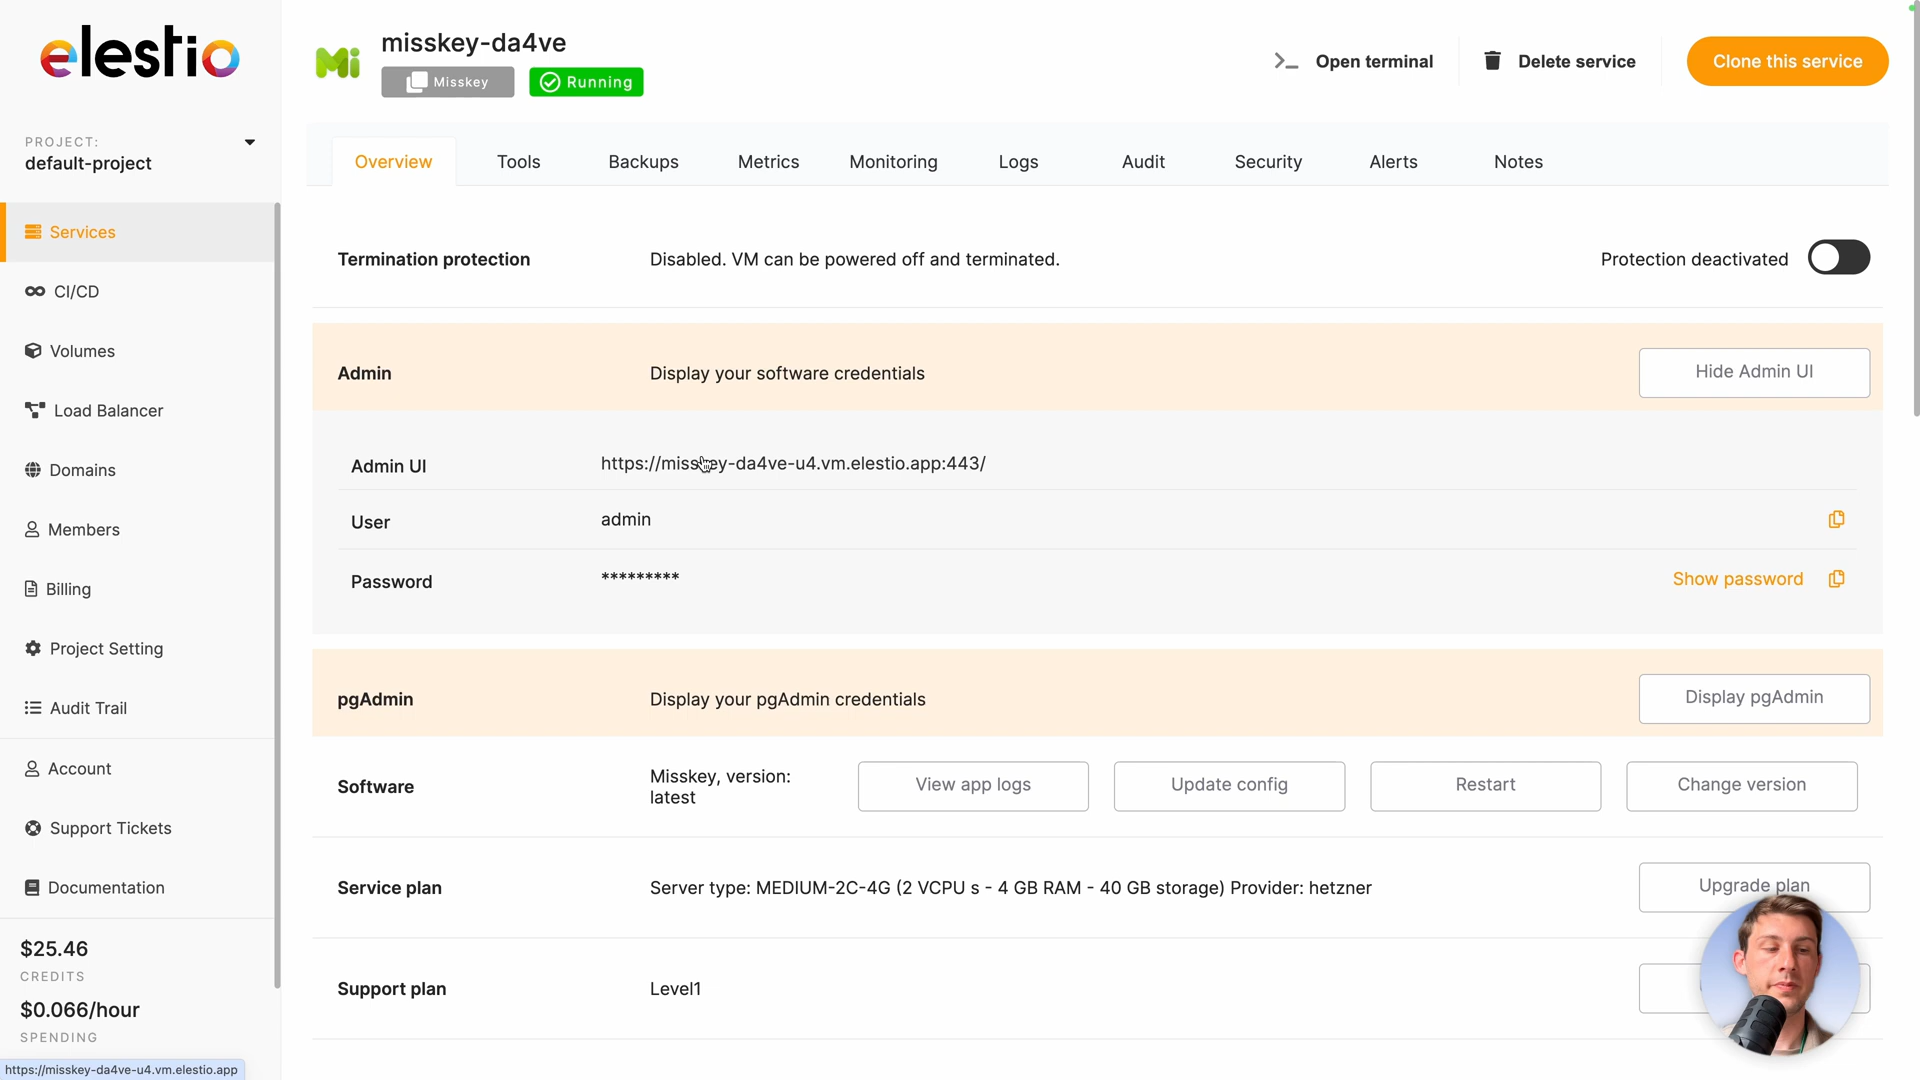 elestio
PROJECT:
default-project
Services
CI/CD
Volumes
Load Balancer
Domains
Members
Billing
Project Setting
Audit Trail
Account
Support Tickets
Documentation
$25.46
CREDITS
$0.066/hour
SPENDING
https://misskey-da4ve-u4.vm.elestio.app
Mi
misskey-da4ve
Misskey
Running
Open terminal
Delete service
Clone this service
Overview
Tools
Backups
Metrics
Monitoring
Logs
Audit
Security
Alerts
Notes
Termination protection
Disabled. VM can be powered off and terminated.
Protection deactivated
Admin
Display your software credentials
Hide Admin UI
Admin UI
https://misskey-da4ve-u4.vm.elestio.app:443/
User
admin
Password
*********
Show password
pgAdmin
Display your pgAdmin credentials
Display pgAdmin
Software
Misskey, version:
latest
View app logs
Update config
Restart
Change version
Service plan
Server type: MEDIUM-2C-4G (2 VCPU s - 4 GB RAM - 40 GB storage) Provider: hetzner
Upgrade plan
Support plan
Level1